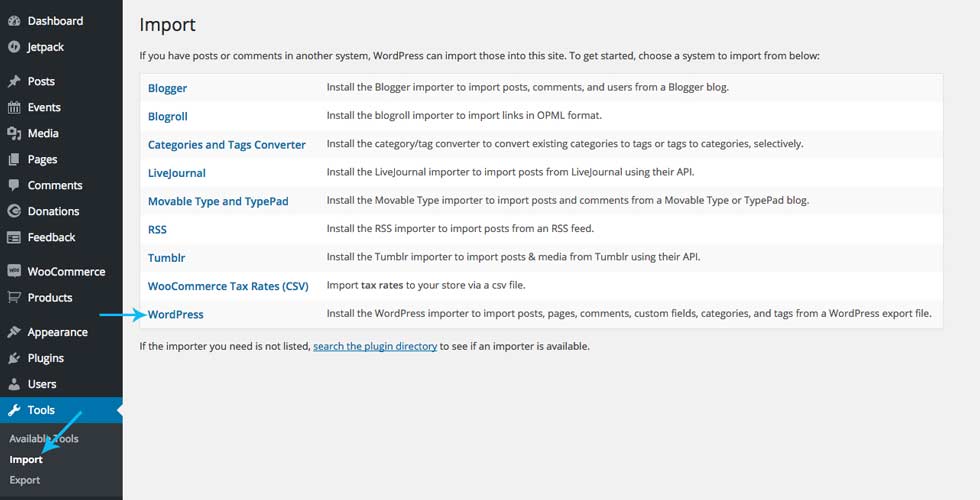 Dashboard
Jetpack
Posts
Events
Media
Pages
Comments
Donations
Feedback
WooCommerce
Products
Appearance
Plugins
Users
Tools
Available Tools
Import
Export
Import
If you have posts or comments in another system, WordPress can import those into this site. To get started, choose a system to import from below:
Blogger Install the Blogger importer to import posts, comments, and users from a Blogger blog.
Blogroll Install the blogroll importer to import links in OPML format.
Categories and Tags Converter Install the category/tag converter to convert existing categories to tags or tags to categories, selectively.
LiveJournal Install the LiveJournal importer to import posts from LiveJournal using their API.
Movable Type and TypePad Install the Movable Type importer to import posts and comments from a Movable Type or TypePad blog.
RSS Install the RSS importer to import posts from an RSS feed.
Tumblr Install the Tumblr importer to import posts & media from Tumblr using their API.
WooCommerce Tax Rates (CSV) Import tax rates to your store via a csv file.
WordPress Install the WordPress importer to import posts, pages, comments, custom fields, categories, and tags from a WordPress export file.
If the importer you need is not listed, search the plugin directory to see if an importer is available.